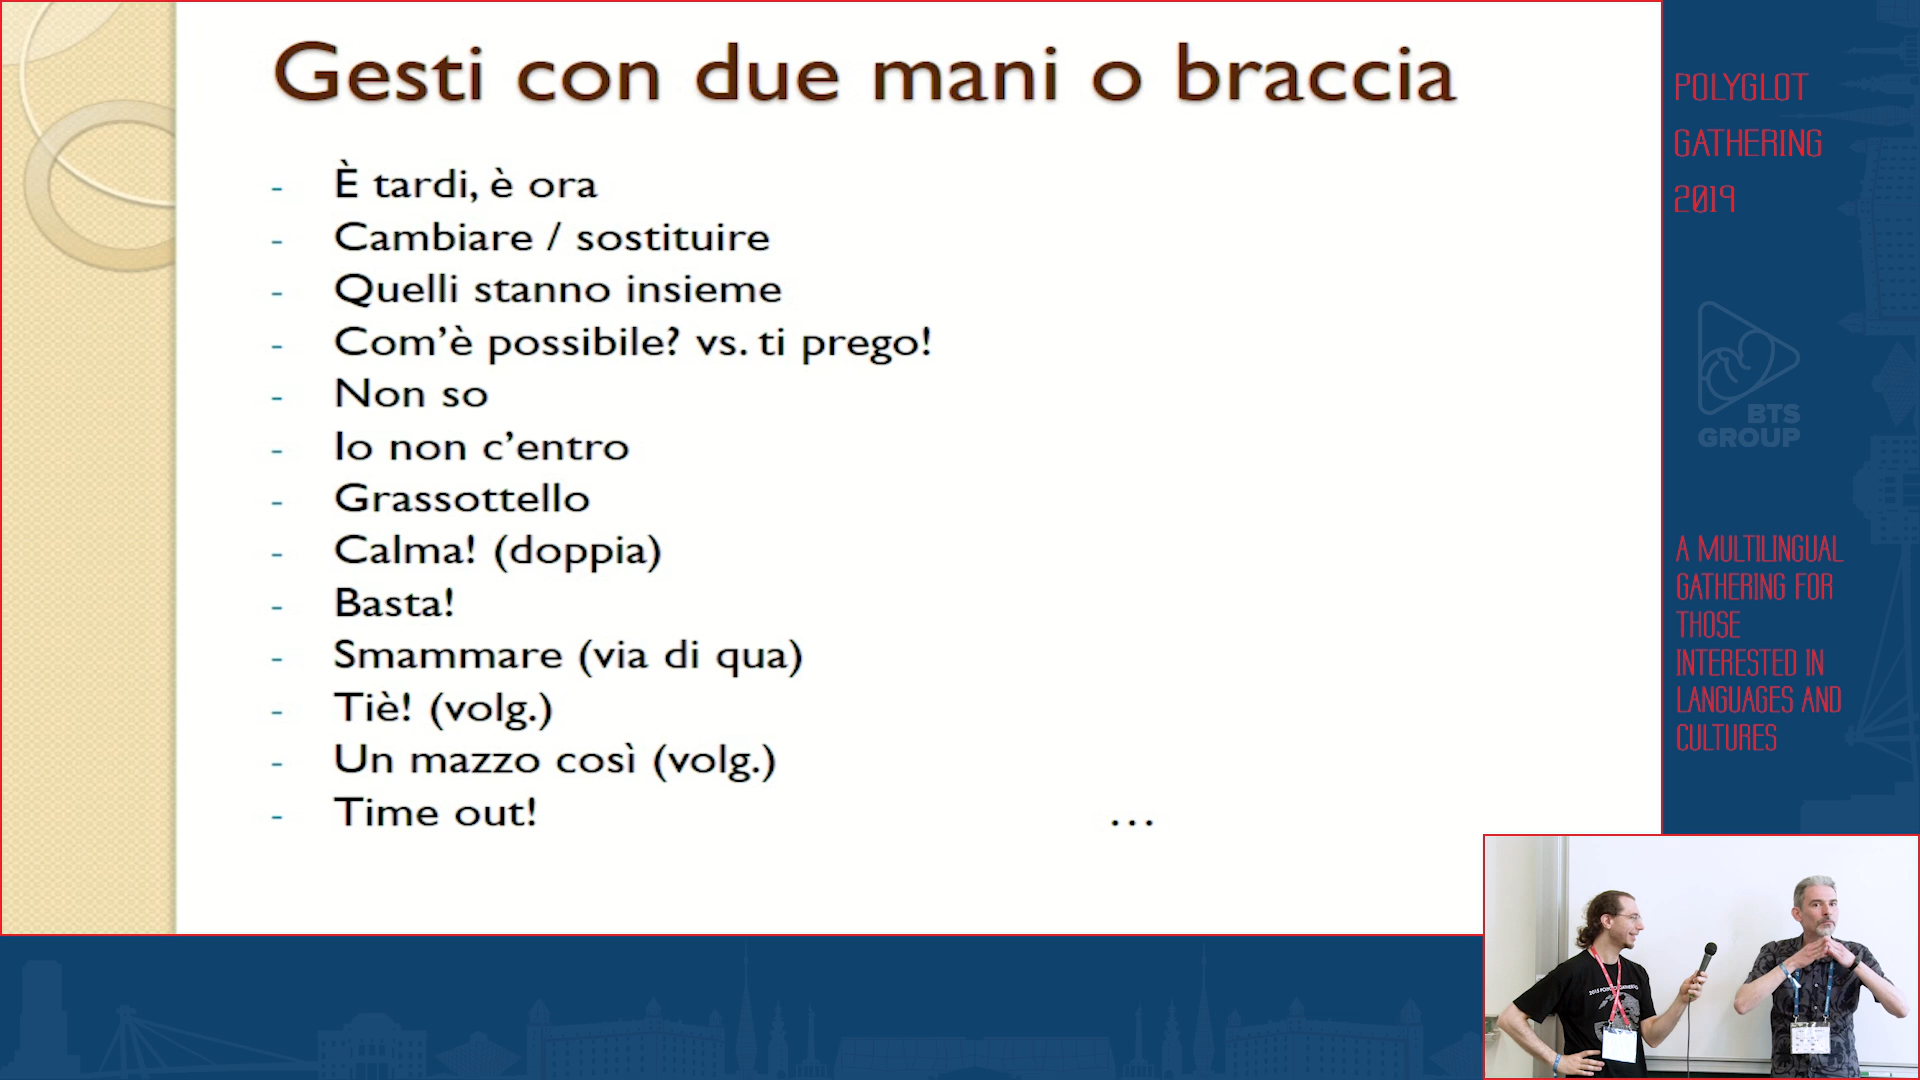 Gesti con due mani o braccia
- È tardi, è ora
- Cambiare / sostituire
- Quelli stanno insieme
- Com’è possibile? vs. ti prego!
- Non so
- Io non c’entro
- Grassottello
- Calma! (doppia)
- Basta!
- Smammare (via di qua)
- Tiè! (volg.)
- Un mazzo così (volg.)
- Time out!
...
POLYGLOT
GATHERING
2019
BTS
GROUP
A MULTILINGUAL
GATHERING FOR
THOSE
INTERESTED IN
LANGUAGES AND
CULTURES